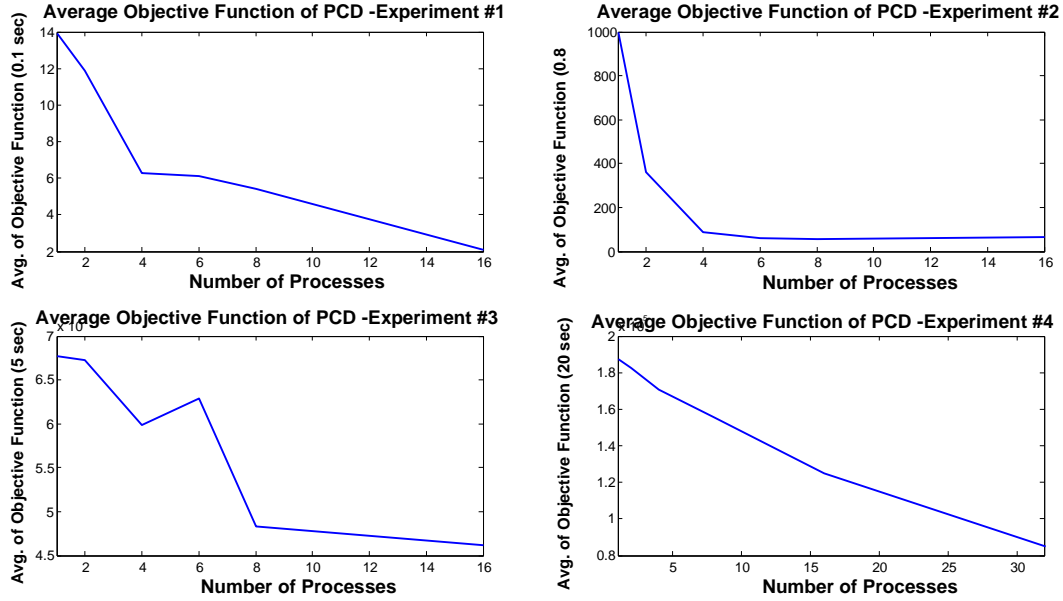 Average Objective Function of PCD -Experiment #1
Avg. of Objective Function (0.1 sec)
14
12
10
8
6
4
2
2 4 6 8 10 12 14 16
Number of Processes
Average Objective Function of PCD -Experiment #2
Avg. of Objective Function (0.8
1000
800
600
400
200
0
2 4 6 8 10 12 14 16
Number of Processes
Average Objective Function of PCD -Experiment #3
x 10
Avg. of Objective Function (5 sec)
7
6.5
6
5.5
5
4.5
2 4 6 8 10 12 14 16
Number of Processes
Average Objective Function of PCD -Experiment #4
x 10
Avg. of Objective Function (20 sec)
2
1.8
1.6
1.4
1.2
1
0.8
5 10 15 20 25 30
Number of Processes